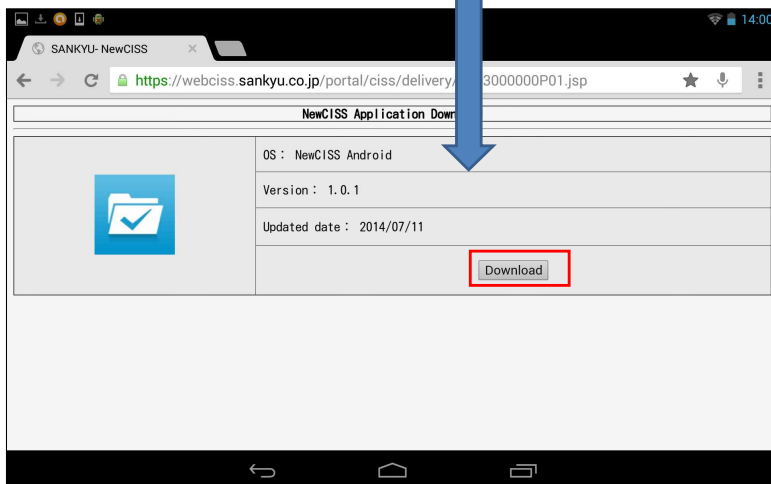 14:00
SANKYU- NewCISS
https://webciss.sankyu.co.jp/portal/ciss/delivery/ 3000000P01.jsp
NewCISS Application Down
OS： NewCISS Android
Version： 1.0.1
Updated date： 2014/07/11
Download